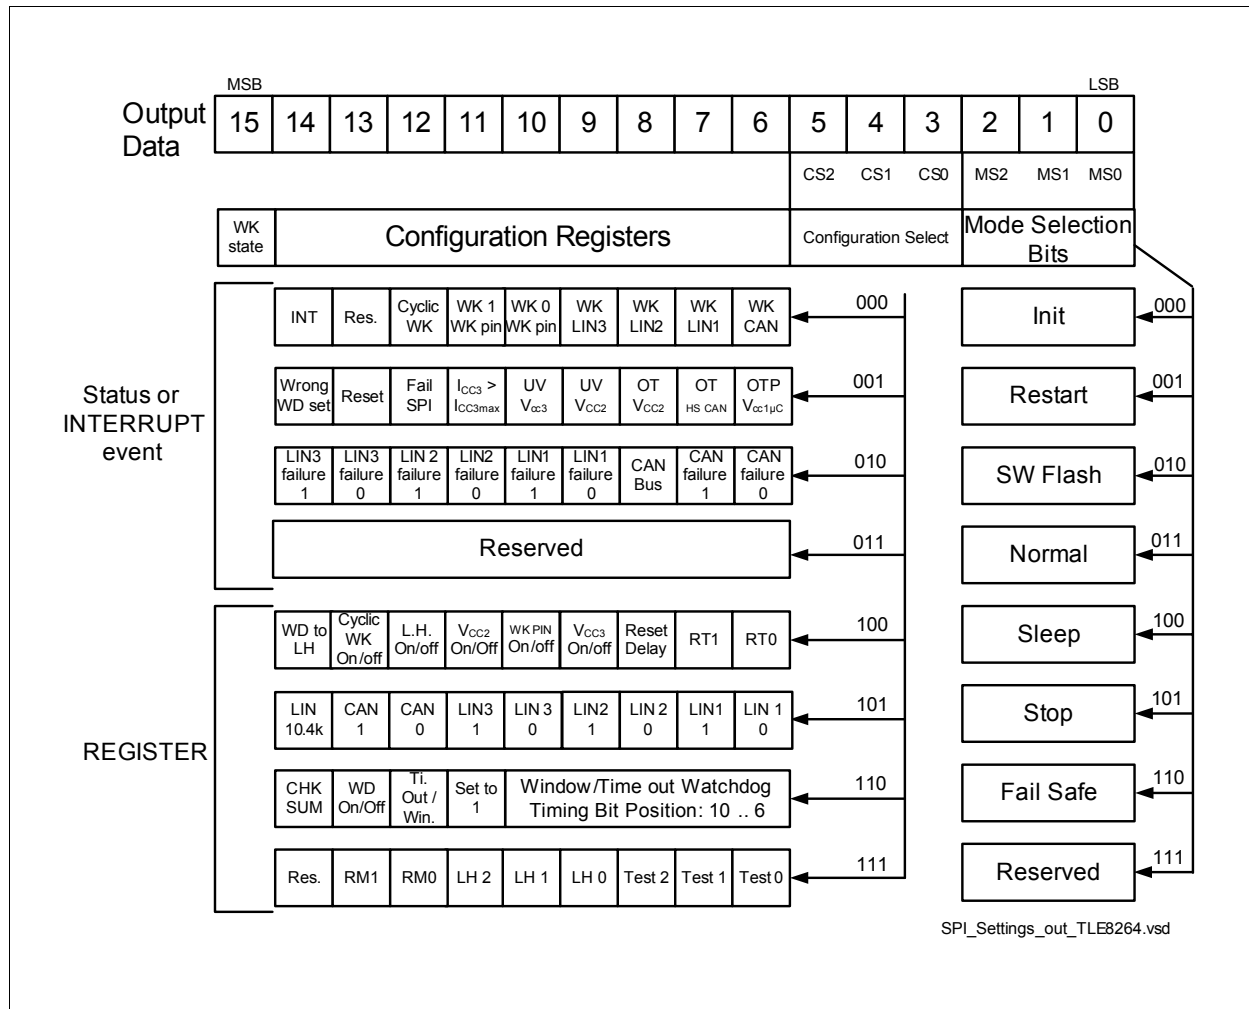 MSB LSB
Output Data 15 14 13 12 11 10 9 8 7 6 5 4 3 2 1 0
CS2 CS1 CS0 MS2 MS1 MS0
WK state Configuration Registers Configuration Select Mode Selection Bits
Status or INTERRUPT event
INT Res. Cyclic WK WK 1 WK pin WK 0 WK pin WK LIN3 WK LIN2 WK LIN1 WK CAN 000 Init 000
Wrong WD set Reset Fail SPI ICC3 > ICC3max UV Vcc3 UV VCC2 OT VCC2 OT HS CAN OTP Vcc1µC 001 Restart 001
LIN3 failure 1 LIN3 failure 0 LIN 2 failure 1 LIN2 failure 0 LIN1 failure 1 LIN1 failure 0 CAN Bus CAN failure 1 CAN failure 0 010 SW Flash 010
Reserved 011 Normal 011
REGISTER
WD to LH Cyclic WK On/off L.H. On/off VCC2 On/Off WK PIN On/off VCC3 On/off Reset Delay RT1 RT0 100 Sleep 100
LIN 10.4k CAN 1 CAN 0 LIN3 1 LIN 3 0 LIN2 1 LIN 2 0 LIN1 1 LIN 1 0 101 Stop 101
CHK SUM WD On/Off Ti. Out / Win. Set to 1 Window/Time out Watchdog Timing Bit Position: 10 .. 6 110 Fail Safe 110
Res. RM1 RM0 LH 2 LH 1 LH 0 Test 2 Test 1 Test 0 111 Reserved 111
SPI_Settings_out_TLE8264.vsd